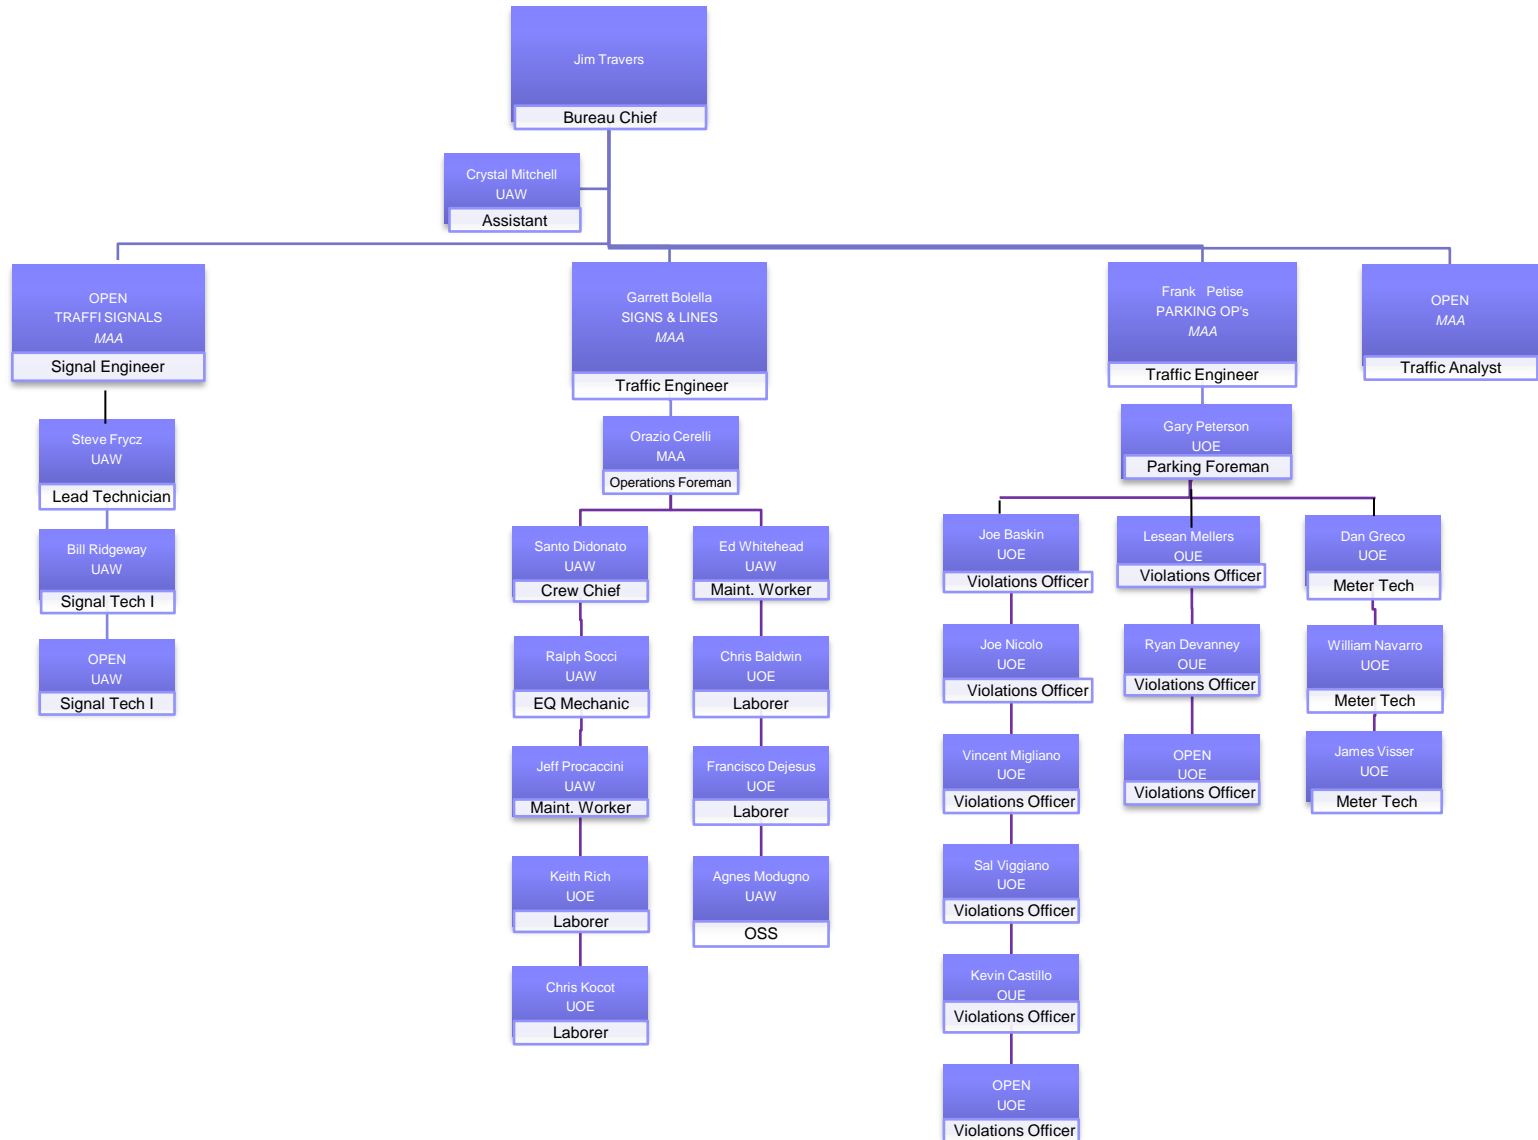 Jim Travers
Bureau Chief
Crystal Mitchell
UAW
Assistant
OPEN
TRAFFI SIGNALS
MAA
Signal Engineer
Garrett Bolella
SIGNS & LINES
MAA
Traffic Engineer
Frank Petise
PARKING OP's
MAA
Traffic Engineer
OPEN
MAA
Traffic Analyst
Steve Frycz
UAW
Lead Technician
Bill Ridgeway
UAW
Signal Tech I
OPEN
UAW
Signal Tech I
Orazio Cerelli
MAA
Operations Foreman
Santo Didonato
UAW
Crew Chief
Ralph Socci
UAW
EQ Mechanic
Jeff Procaccini
UAW
Maint. Worker
Keith Rich
UOE
Laborer
Chris Kocot
UOE
Laborer
Ed Whitehead
UAW
Maint. Worker
Chris Baldwin
UOE
Laborer
Francisco Dejesus
UOE
Laborer
Agnes Modugno
UAW
OSS
Gary Peterson
UOE
Parking Foreman
Joe Baskin
UOE
Violations Officer
Joe Nicolo
UOE
Violations Officer
Vincent Migliano
UOE
Violations Officer
Sal Viggiano
UOE
Violations Officer
Kevin Castillo
OUE
Violations Officer
OPEN
UOE
Violations Officer
Lesean Mellers
OUE
Violations Officer
Ryan Devanney
OUE
Violations Officer
OPEN
UOE
Violations Officer
Dan Greco
UOE
Meter Tech
William Navarro
UOE
Meter Tech
James Visser
UOE
Meter Tech